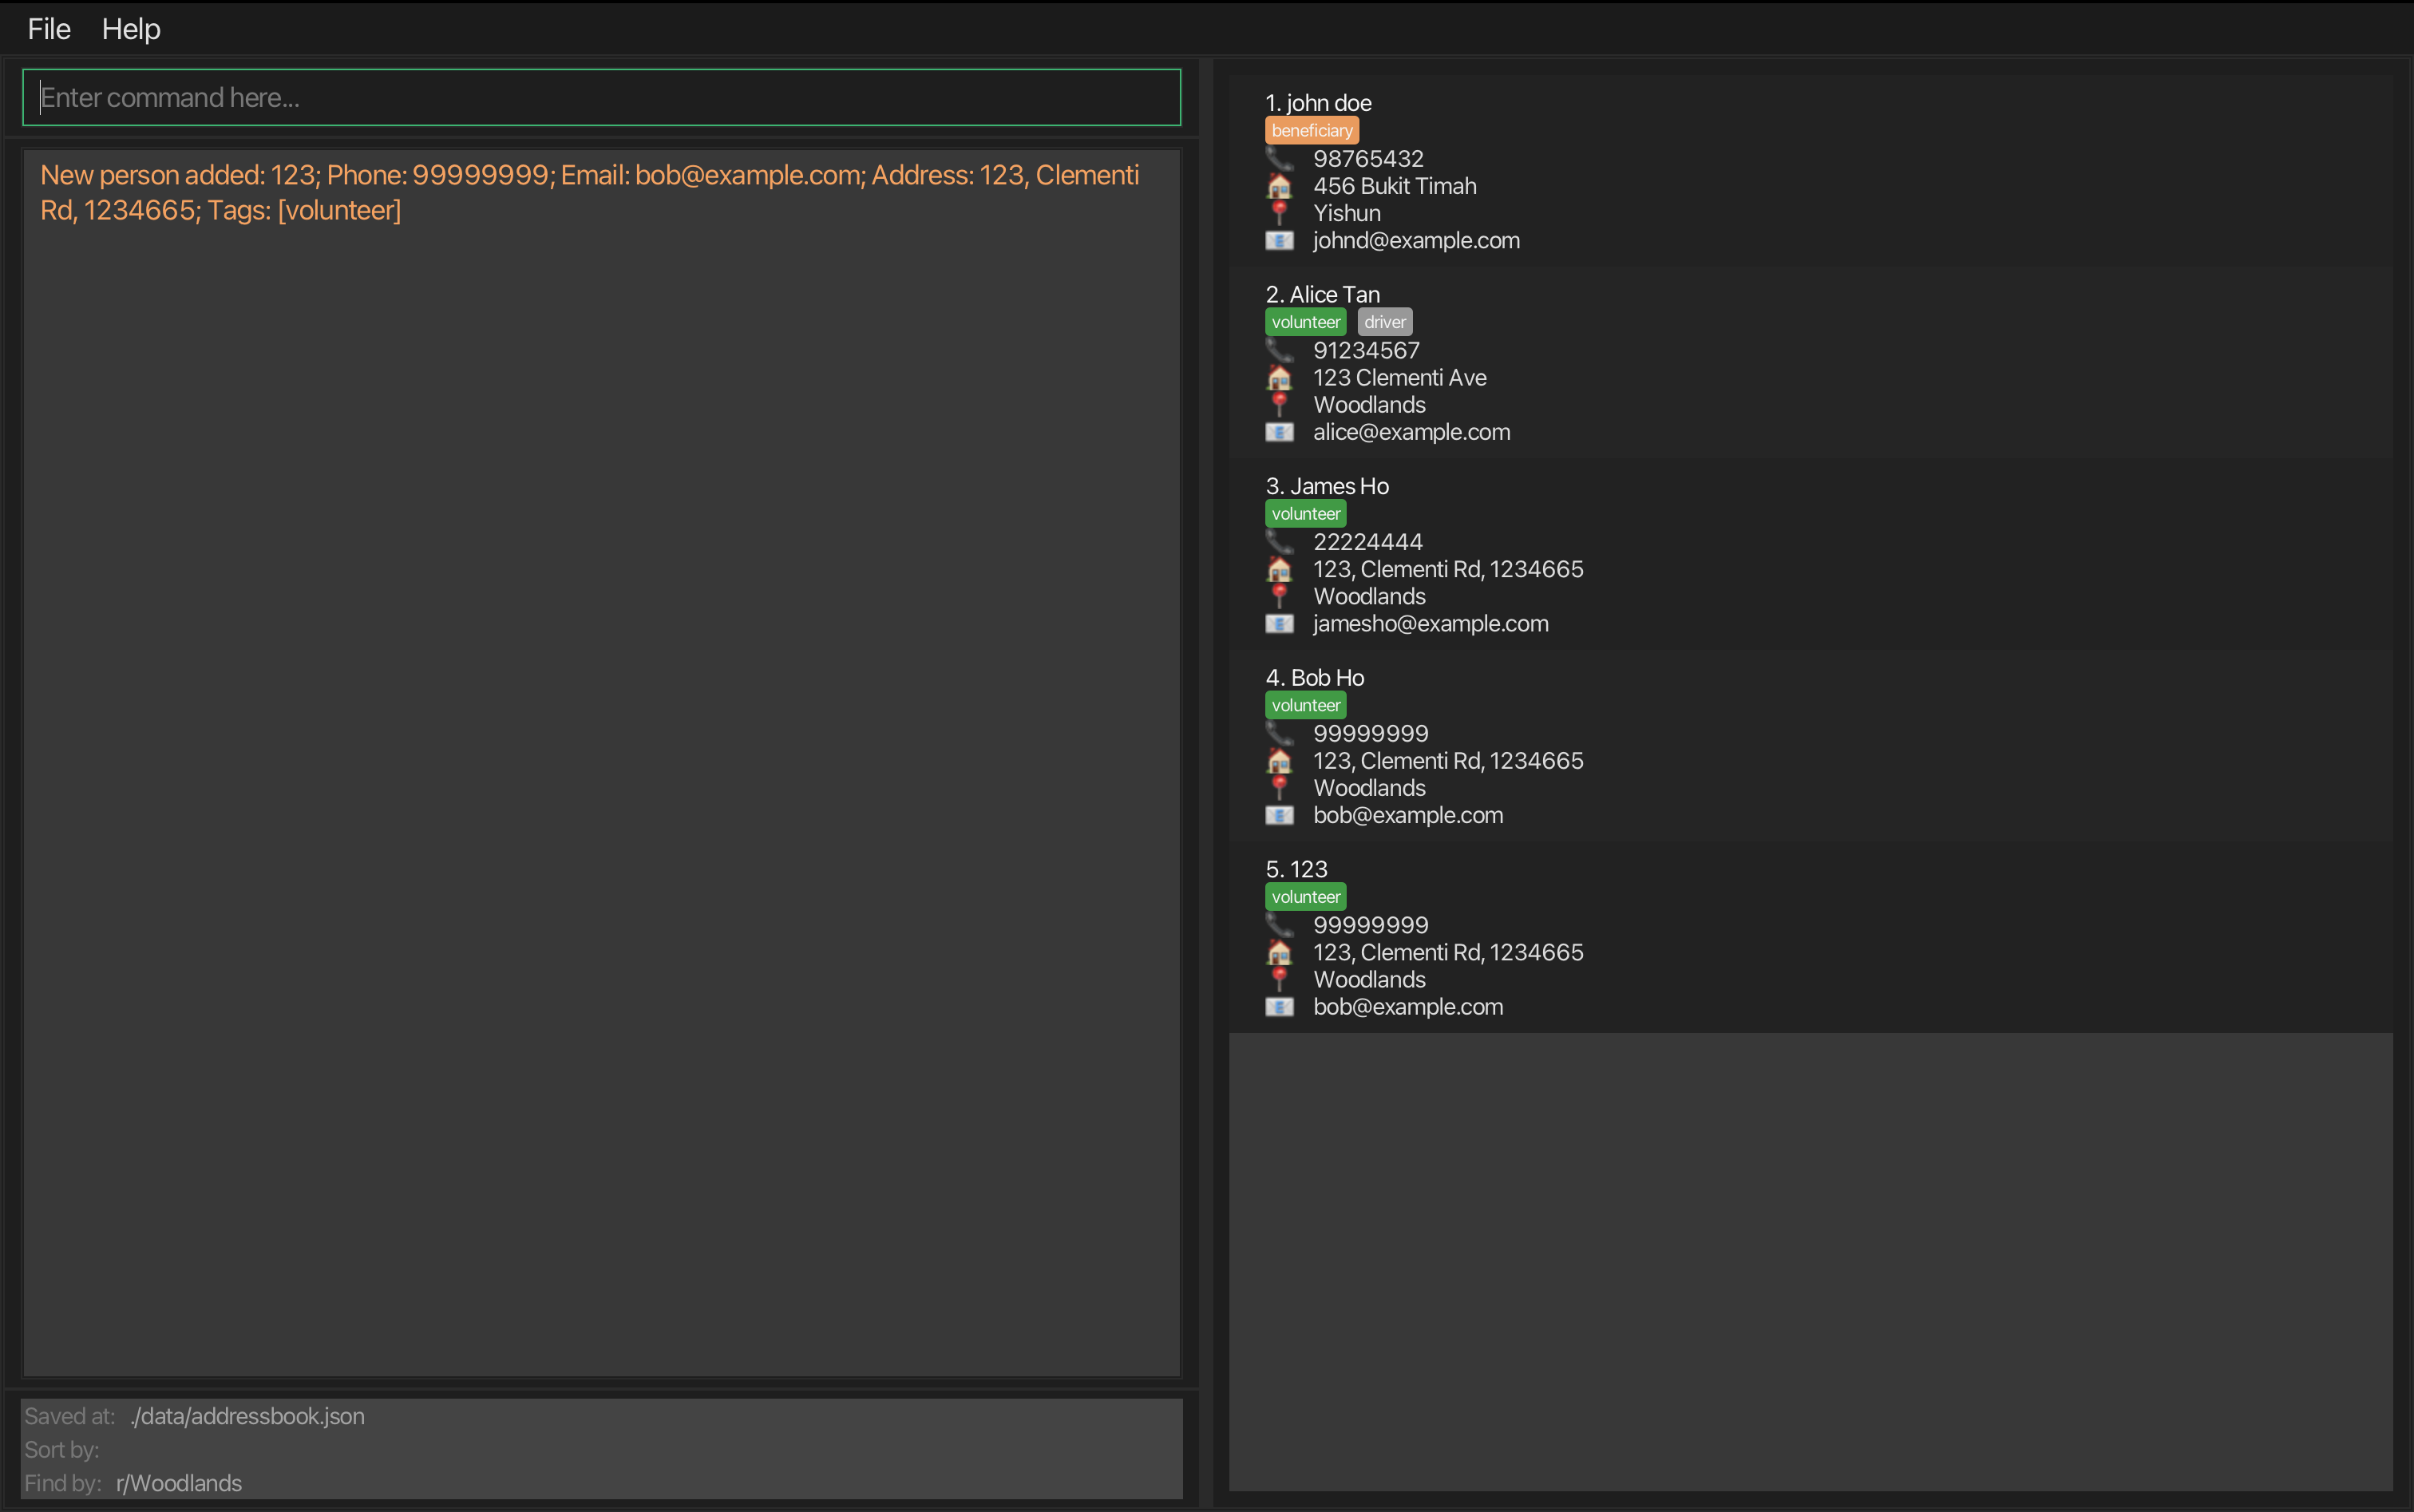 File Help
Enter command here...
New person added: 123; Phone: 99999999; Email: bob@example.com; Address: 123, Clementi
Rd, 1234665; Tags: [volunteer]
Saved at: ./data/addressbook.json
Sort by:
Find by: r/Woodlands
1. john doe
beneficiary
98765432
456 Bukit Timah
Yishun
johnd@example.com
2. Alice Tan
volunteer driver
91234567
123 Clementi Ave
Woodlands
alice@example.com
3. James Ho
volunteer
22224444
123, Clementi Rd, 1234665
Woodlands
jamesho@example.com
4. Bob Ho
volunteer
99999999
123, Clementi Rd, 1234665
Woodlands
bob@example.com
5. 123
volunteer
99999999
123, Clementi Rd, 1234665
Woodlands
bob@example.com